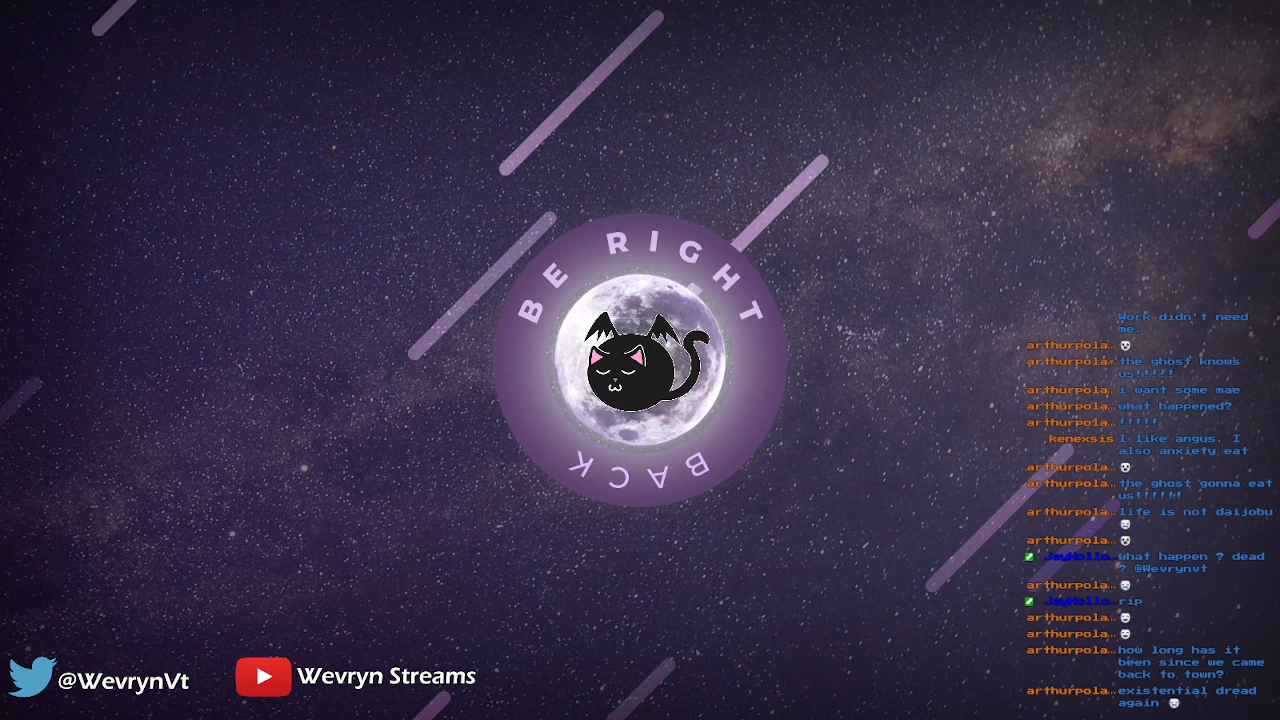 BE RIGHT
BACK
Work didn't need
me.
arthurpola…
arthurpola… the ghost knows
us!!!!!
arthurpola… i want some mae
arthurpola… what happened?
arthurpola… !!!!!
kenexsis I like angus. I
also anxiety eat
arthurpola…
arthurpola… the ghost gonna eat
us!!!!!!
arthurpola… life is not daijobu
arthurpola…
JayHollo… what happen ? dead
? @Wevrynvt
arthurpola…
JayHollo… rip
arthurpola…
arthurpola…
arthurpola… how long has it
been since we came
back to town?
arthurpola… existential dread
again
@WevrynVt
Wevryn Streams